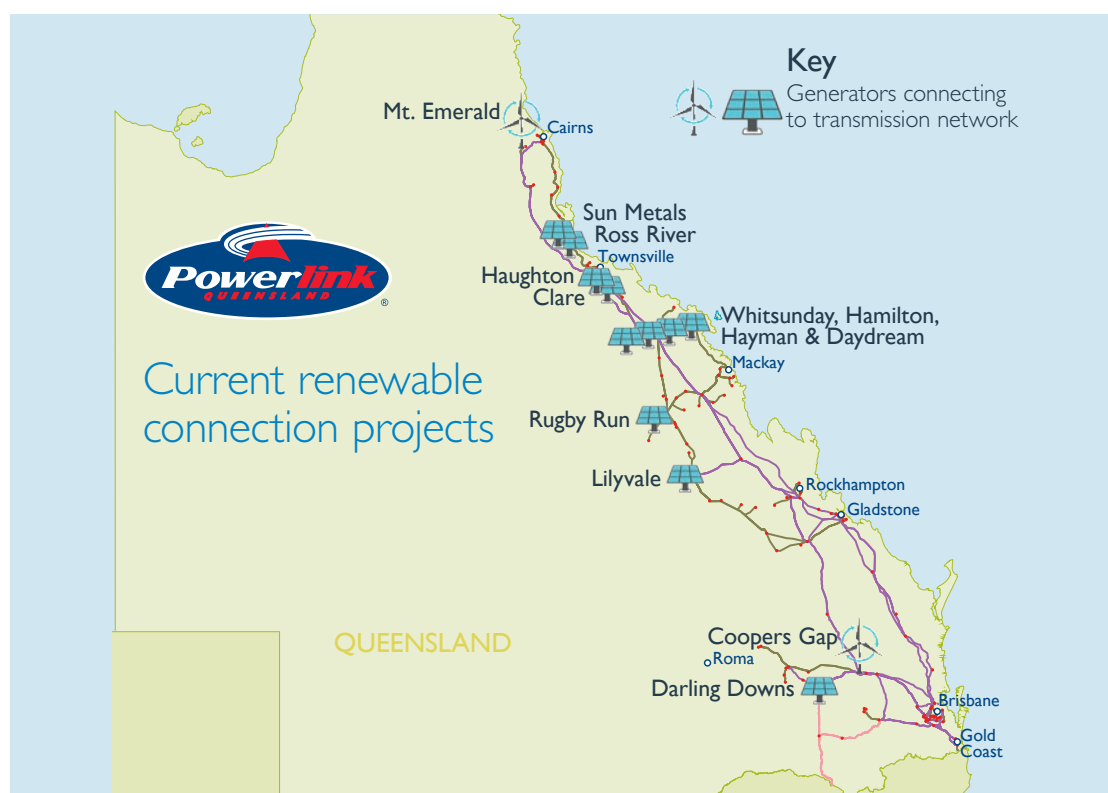 Key
Generators connecting
to transmission network
Mt. Emerald
Cairns
Sun Metals
Ross River
Townsville
Powerlink
QUEENSLAND
®
Haughton
Clare
Whitsunday, Hamilton,
Hayman & Daydream
Mackay
Current renewable
connection projects
Rugby Run
Lilyvale
Rockhampton
Gladstone
QUEENSLAND
Coopers Gap
Roma
Darling Downs
Brisbane
Gold
Coast